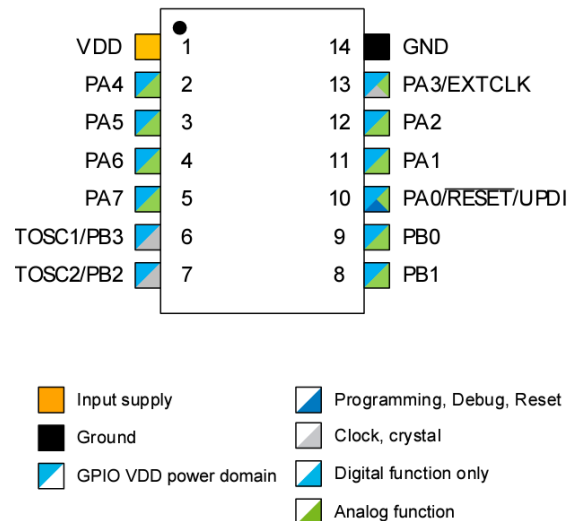 VDD 1 14 GND
PA4 2 13 PA3/EXTCLK
PA5 3 12 PA2
PA6 4 11 PA1
PA7 5 10 PA0/RESET/UPDI
TOSC1/PB3 6 9 PB0
TOSC2/PB2 7 8 PB1
Input supply
Ground
GPIO VDD power domain
Programming, Debug, Reset
Clock, crystal
Digital function only
Analog function